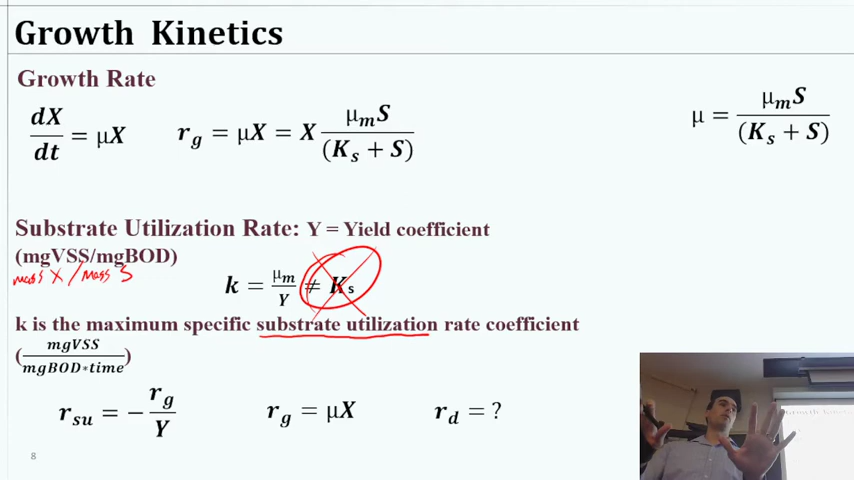 Growth Kinetics
Growth Rate
dX/dt = μX
r_g = μX = X μ_mS/(K_s + S)
μ = μ_mS/(K_s + S)
Substrate Utilization Rate: Y = Yield coefficient
(mgVSS/mgBOD)
mass X / mass S
k = μ_m/Y ≠ K_s
k is the maximum specific substrate utilization rate coefficient
(mgVSS/mgBOD∗time)
r_su = − r_g/Y
r_g = μX
r_d = ?
8